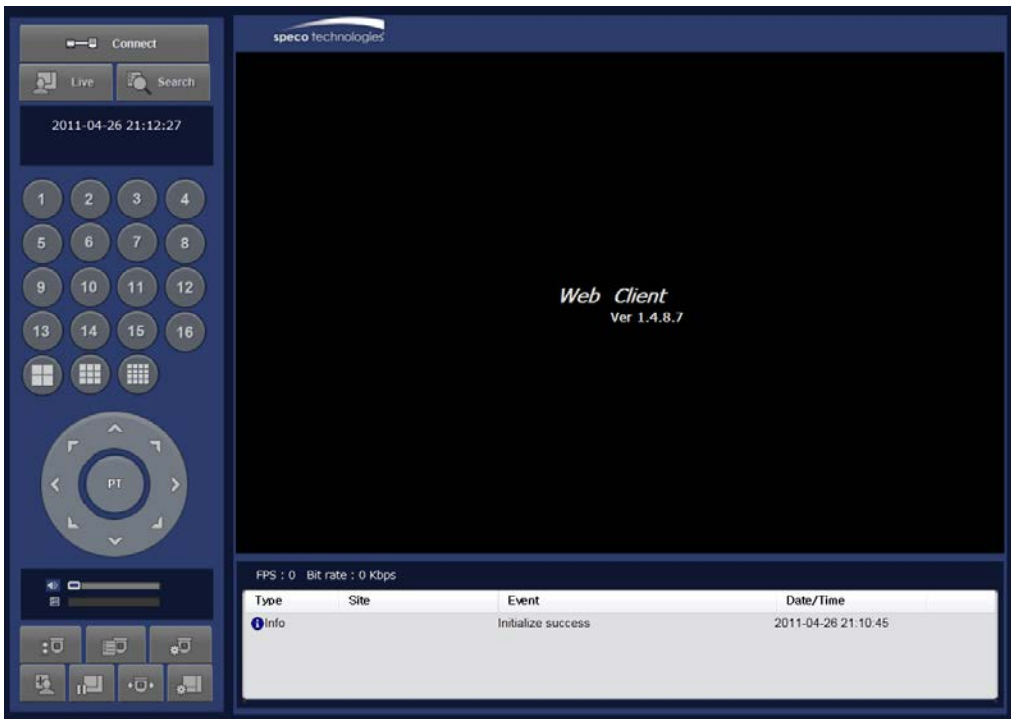 Connect
Live
Search
2011-04-26 21:12:27
1 2 3 4
5 6 7 8
9 10 11 12
13 14 15 16
PT
speco technologies
Web Client
Ver 1.4.8.7
FPS : 0 Bit rate : 0 Kbps
Type Site Event Date/Time
Info Initialize success 2011-04-26 21:10:45